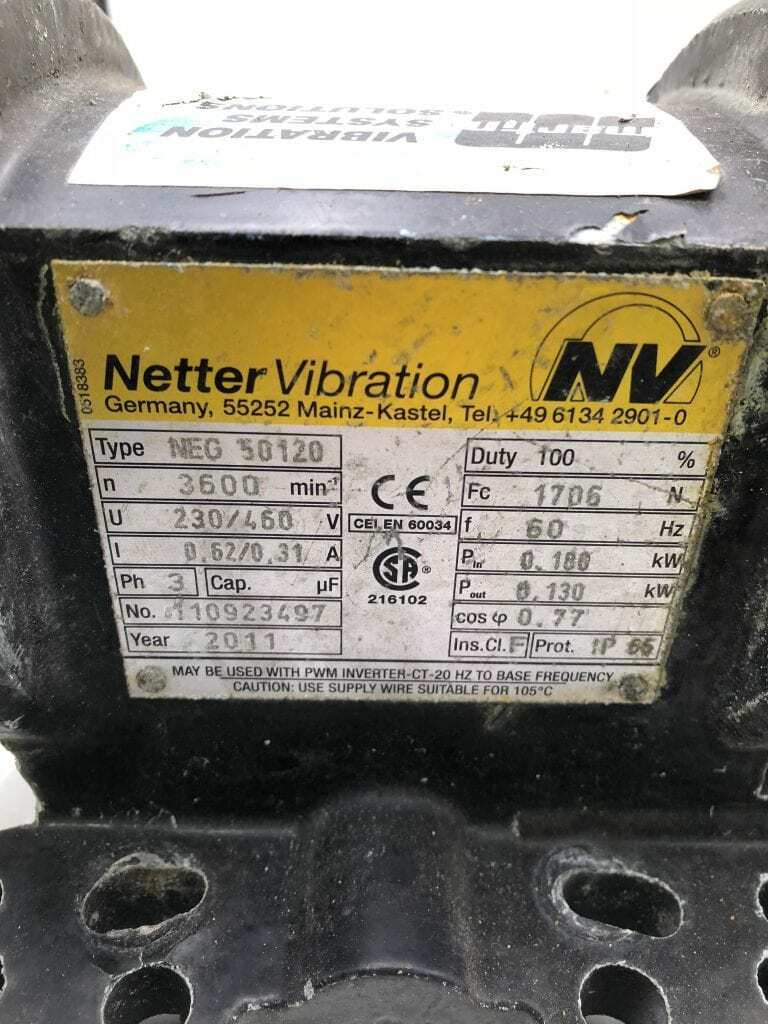 VIBRATION
SYSTEMS
& SOLUTIONS
0518383
NetterVibration
NV®
Germany, 55252 Mainz-Kastel, Tel. +49 6134 2901-0
Type NEG 50120
n 3600 min⁻¹
U 230/460 V
I 0.62/0.31 A
Ph 3 Cap. µF
No. 110923497
Year 2011
CE
CEI EN 60034
SA®
216102
Duty 100 %
Fc 1706 N
f 60 Hz
Pin 0.180 kW
Pout 0.130 kW
cos φ 0.77
Ins.Cl. F Prot. IP 66
MAY BE USED WITH PWM INVERTER-CT-20 HZ TO BASE FREQUENCY
CAUTION: USE SUPPLY WIRE SUITABLE FOR 105°C